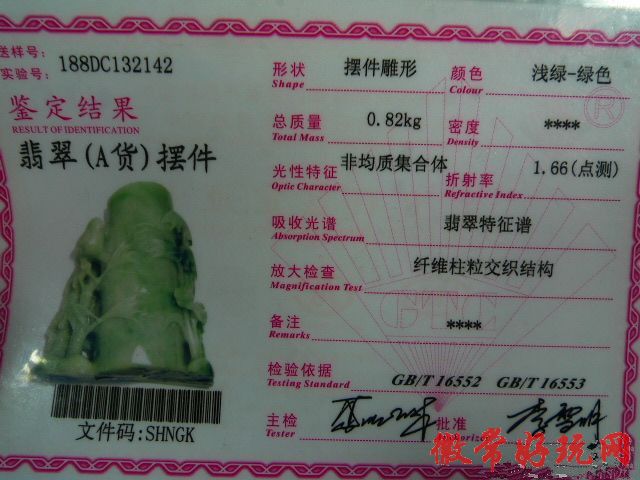 送样号:
实验号: 188DC132142
鉴定结果
RESULT OF IDENTIFICATION
翡翠(A货)摆件
文件码:SHNGK
形状 摆件雕形 颜色 浅绿-绿色
Shape Colour
总质量 0.82kg 密度 ****
Total Mass Density
光性特征 非均质集合体 折射率 1.66(点测)
Optic Character Refractive Index
吸收光谱 翡翠特征谱
Absorption Spectrum
放大检查 纤维柱粒交织结构
Magnification Test
备注 ****
Remarks
检验依据 GB/T 16552 GB/T 16553
Testing Standard
主检 批准
Tester
徽常好玩网